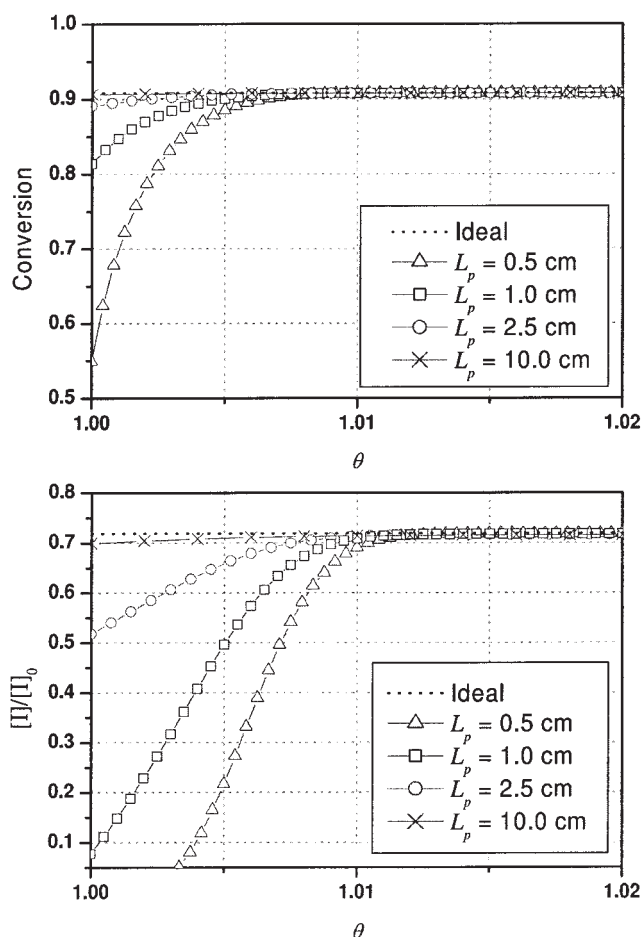 1.0
0.9
0.8
0.7
0.6
0.5
Conversion
Ideal
L_p = 0.5 cm
L_p = 1.0 cm
L_p = 2.5 cm
L_p = 10.0 cm
1.00 1.01 1.02
θ
0.8
0.7
0.6
0.5
0.4
0.3
0.2
0.1
[I]/[I]_0
Ideal
L_p = 0.5 cm
L_p = 1.0 cm
L_p = 2.5 cm
L_p = 10.0 cm
1.00 1.01 1.02
θ